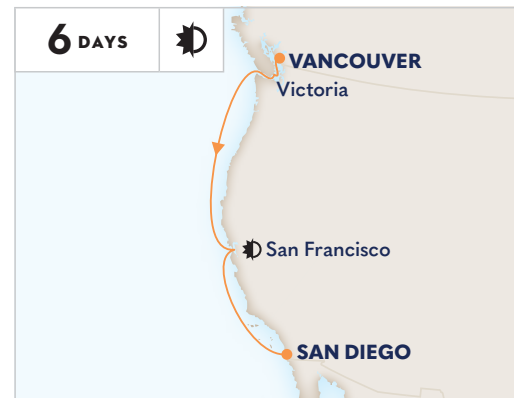 6 DAYS
VANCOUVER
Victoria
San Francisco
SAN DIEGO